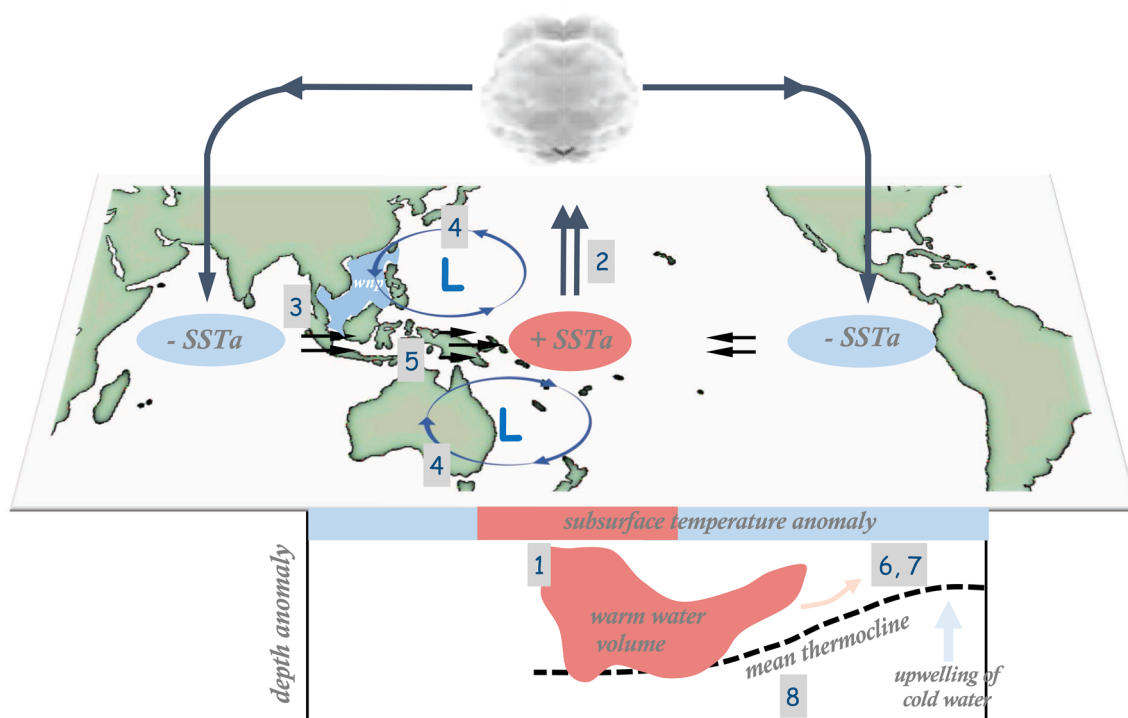 4
L
2
wnp
3
- SSTa
+ SSTa
- SSTa
5
L
4
subsurface temperature anomaly
depth anomaly
1
6, 7
warm water
volume
mean thermocline
upwelling of
cold water
8